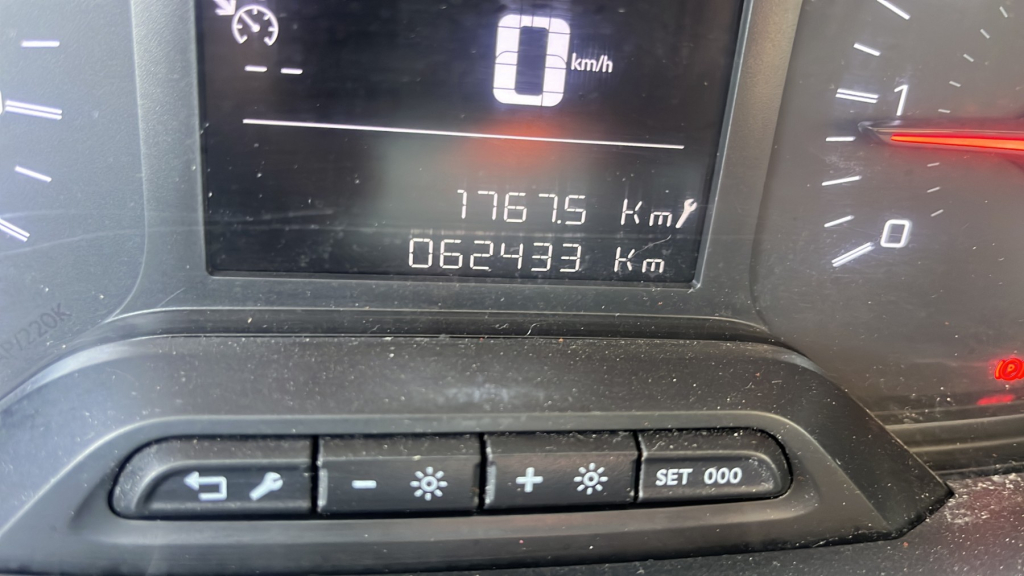 0 km/h
-- --
1
1767.5 Km
062433 Km
0
- +
SET 000